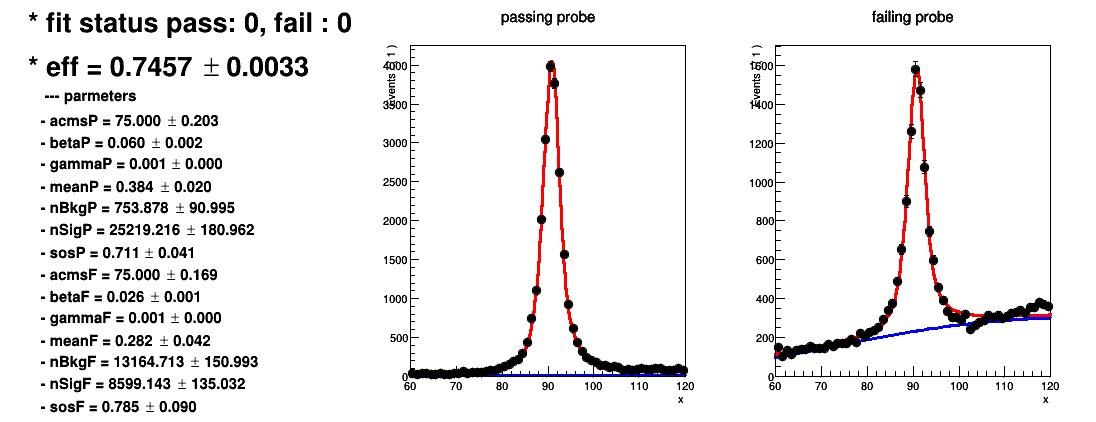 * fit status pass: 0, fail : 0
* eff = 0.7457 ± 0.0033
--- parmeters
- acmsP = 75.000 ± 0.203
- betaP = 0.060 ± 0.002
- gammaP = 0.001 ± 0.000
- meanP = 0.384 ± 0.020
- nBkgP = 753.878 ± 90.995
- nSigP = 25219.216 ± 180.962
- sosP = 0.711 ± 0.041
- acmsF = 75.000 ± 0.169
- betaF = 0.026 ± 0.001
- gammaF = 0.001 ± 0.000
- meanF = 0.282 ± 0.042
- nBkgF = 13164.713 ± 150.993
- nSigF = 8599.143 ± 135.032
- sosF = 0.785 ± 0.090
passing probe
Events ( 1 )
4000
3500
3000
2500
2000
1500
1000
500
0
60 70 80 90 100 110 120
x
failing probe
Events ( 1 )
1600
1400
1200
1000
800
600
400
200
0
60 70 80 90 100 110 120
x